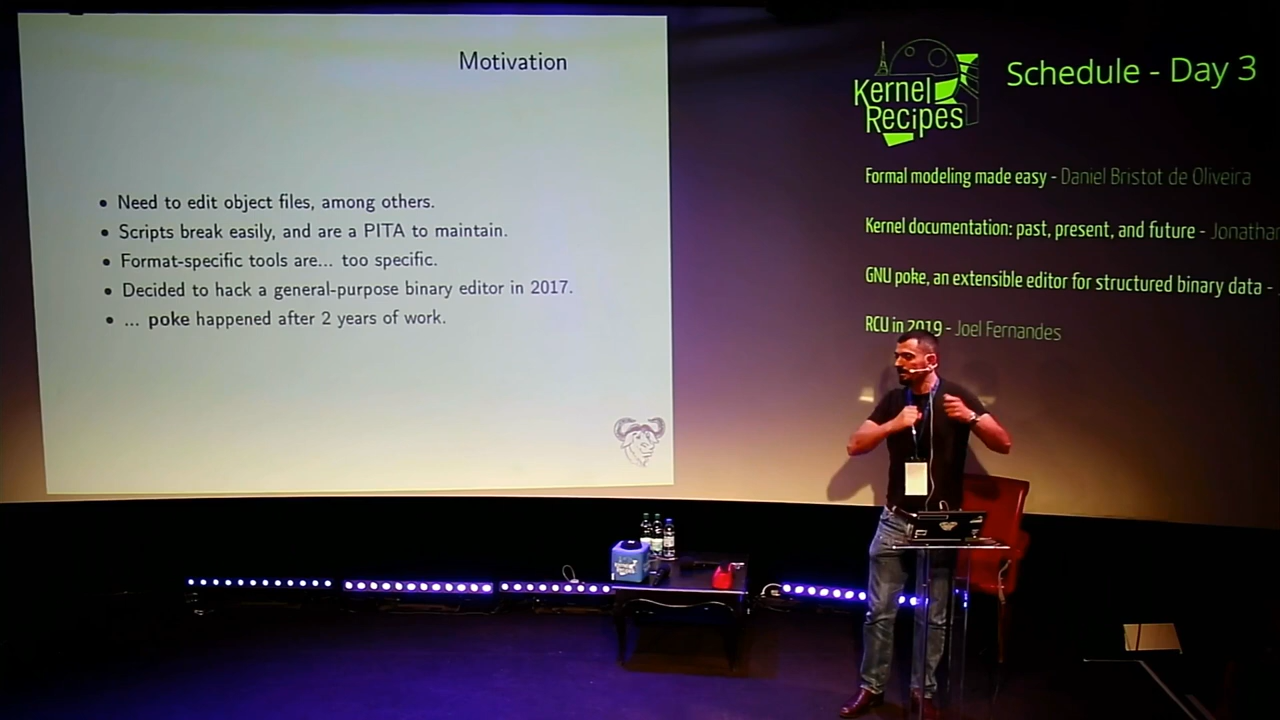 Motivation
• Need to edit object files, among others.
• Scripts break easily, and are a PITA to maintain.
• Format-specific tools are... too specific.
• Decided to hack a general-purpose binary editor in 2017.
• ... poke happened after 2 years of work.
Kernel
Recipes
Schedule - Day 3
Formal modeling made easy - Daniel Bristot de Oliveira
Kernel documentation: past, present, and future -
GNU poke, an extensible editor for structured binary data -
RCU in 2019 - Joel Fernandes